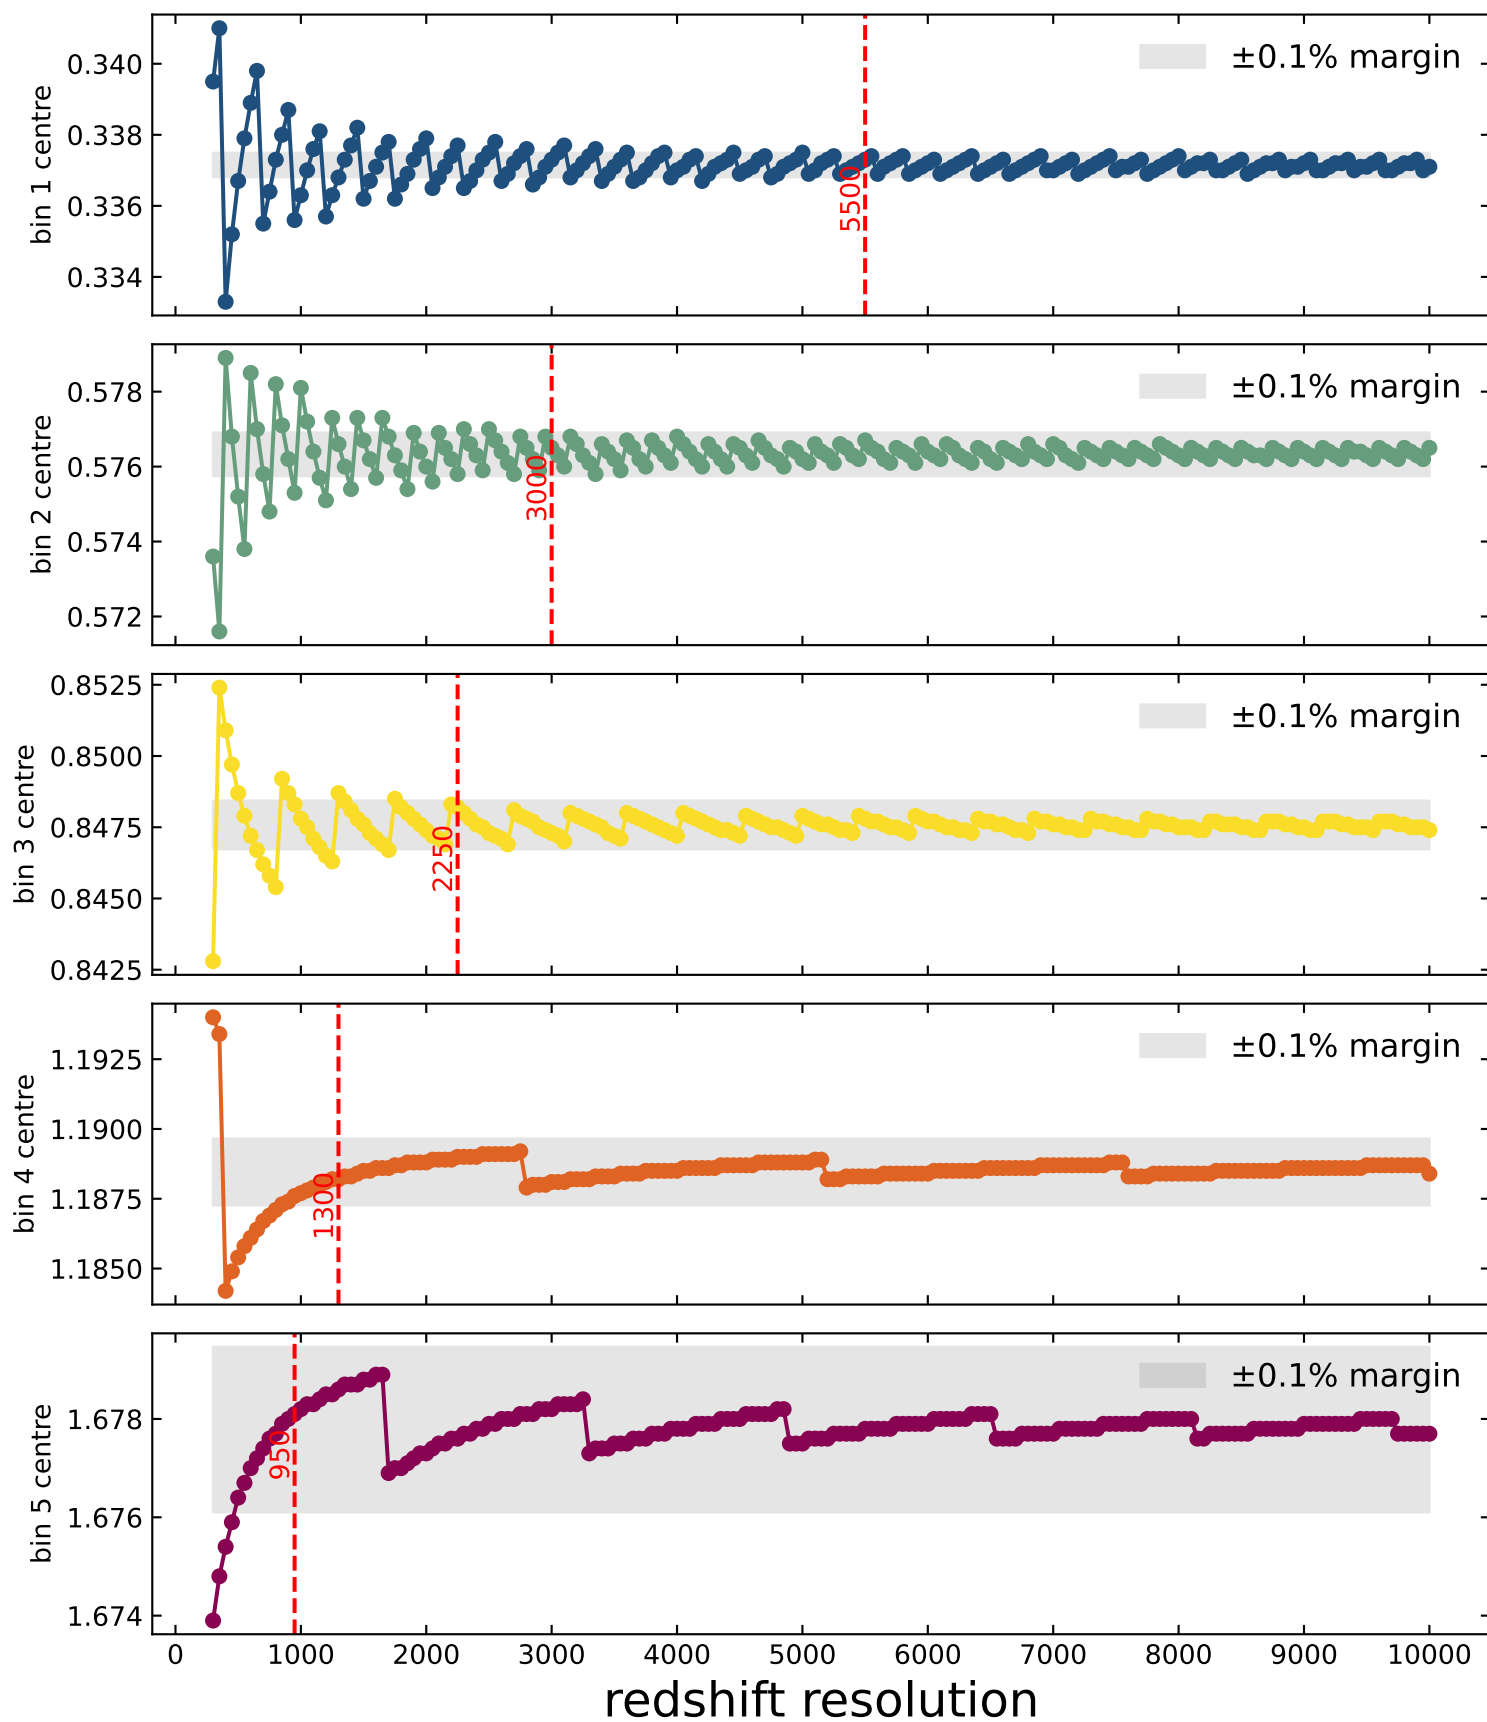 bin 1 centre
0.340
0.338
0.336
0.334
±0.1% margin
5500
bin 2 centre
0.578
0.576
0.574
0.572
±0.1% margin
3000
bin 3 centre
0.8525
0.8500
0.8475
0.8450
0.8425
±0.1% margin
2250
bin 4 centre
1.1925
1.1900
1.1875
1.1850
±0.1% margin
1300
bin 5 centre
1.678
1.676
1.674
±0.1% margin
950
0 1000 2000 3000 4000 5000 6000 7000 8000 9000 10000
redshift resolution